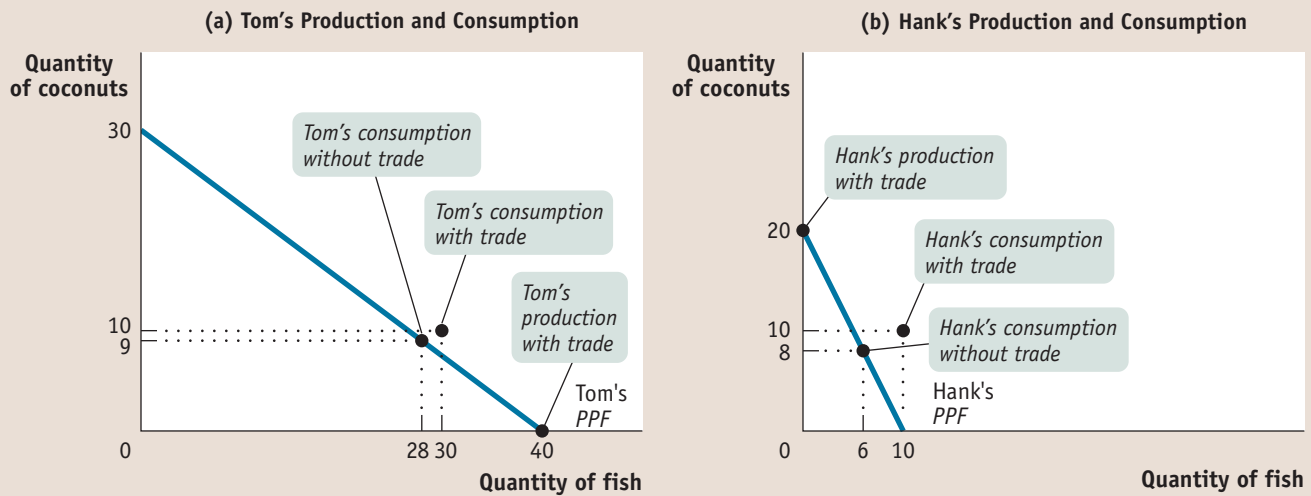 (a) Tom's Production and Consumption
Quantity
of coconuts
30
10
9
0
28
30
40
Quantity of fish
Tom's consumption
without trade
Tom's consumption
with trade
Tom's
production
with trade
Tom's
PPF
(b) Hank's Production and Consumption
Quantity
of coconuts
20
10
8
0
6
10
Quantity of fish
Hank's production
with trade
Hank's consumption
with trade
Hank's consumption
without trade
Hank's
PPF